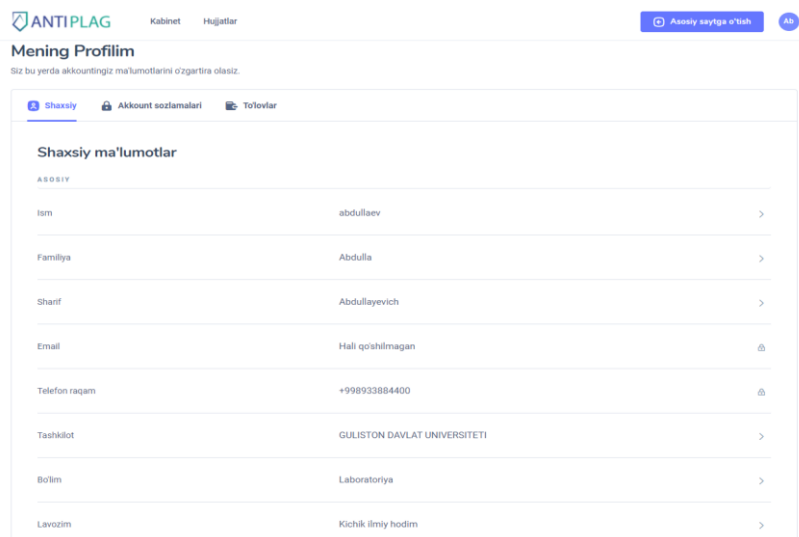 ANTIPLAG Kabinet Hujjatlar Asosiy saytga o'tish Ab
Mening Profilim
Siz bu yerda akkountingiz ma'lumotlarini o'zgartira olasiz.
Shaxsiy Akkount sozlamalari To'lovlar
Shaxsiy ma'lumotlar
ASOSIY
Ism abdullaev
Familiya Abdulla
Sharif Abdullayevich
Email Hali qo'shilmagan
Telefon raqam +998933884400
Tashkilot GULISTON DAVLAT UNIVERSITETI
Bo'lim Laboratoriya
Lavozim Kichik ilmiy hodim